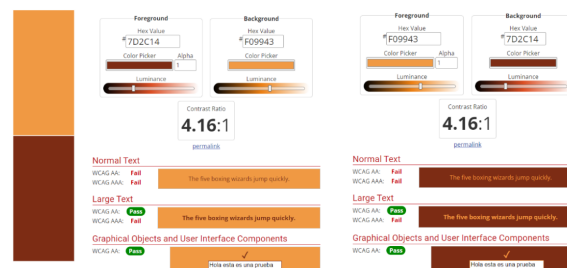 Foreground
Hex Value
# 7D2C14
Color Picker
Alpha
1
Luminance
Background
Hex Value
# F09943
Color Picker
Luminance
Contrast Ratio
4.16:1
permalink
Normal Text
WCAG AA: Fail
WCAG AAA: Fail
The five boxing wizards jump quickly.
Large Text
WCAG AA: Pass
WCAG AAA: Fail
The five boxing wizards jump quickly.
Graphical Objects and User Interface Components
WCAG AA: Pass
✓
Hola esta es una prueba
Foreground
Hex Value
# F09943
Color Picker
Alpha
1
Luminance
Background
Hex Value
# 7D2C14
Color Picker
Luminance
Contrast Ratio
4.16:1
permalink
Normal Text
WCAG AA: Fail
WCAG AAA: Fail
The five boxing wizards jump quickly.
Large Text
WCAG AA: Pass
WCAG AAA: Fail
The five boxing wizards jump quickly.
Graphical Objects and User Interface Components
WCAG AA: Pass
✓
Hola esta es una prueba